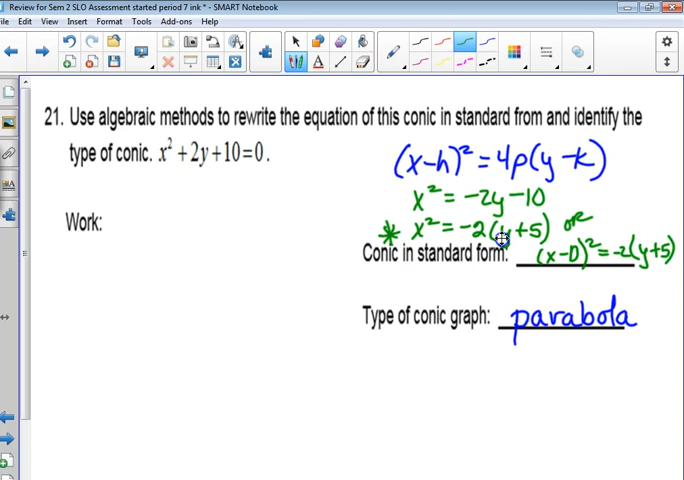 Review for Sem 2 SLO Assessment started period 7 ink * - SMART Notebook
Edit View Insert Format Tools Add-ons Help
21. Use algebraic methods to rewrite the equation of this conic in standard from and identify the
type of conic. x² + 2y + 10 = 0.
(x-h)² = 4p(y-k)
x² = -2y -10
* x² = -2(y+5) or
Work:
Conic in standard form: (x-0)² = -2(y+5)
Type of conic graph: parabola